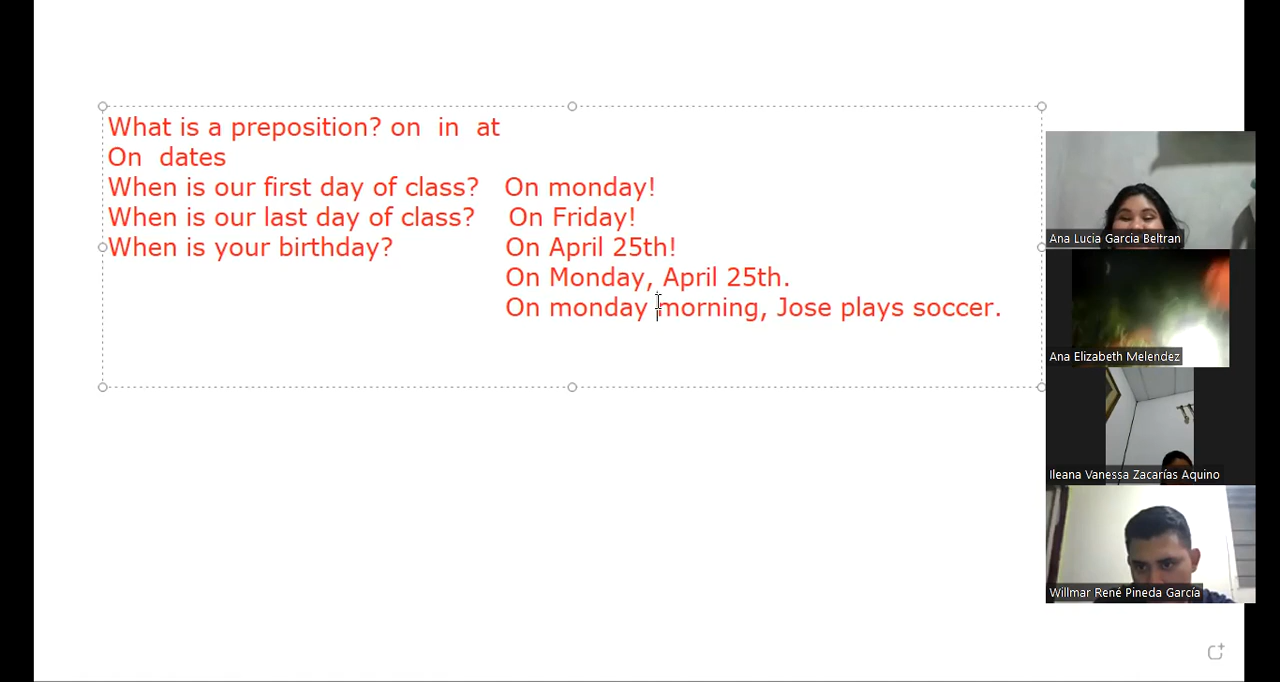 What is a preposition? on in at
On dates
When is our first day of class? On monday!
When is our last day of class? On Friday!
When is your birthday? On April 25th!
On Monday, April 25th.
On monday morning, Jose plays soccer.
Ana Lucia Garcia Beltran
Ana Elizabeth Melendez
Ileana Vanessa Zacarías Aquino
Willmar René Pineda García